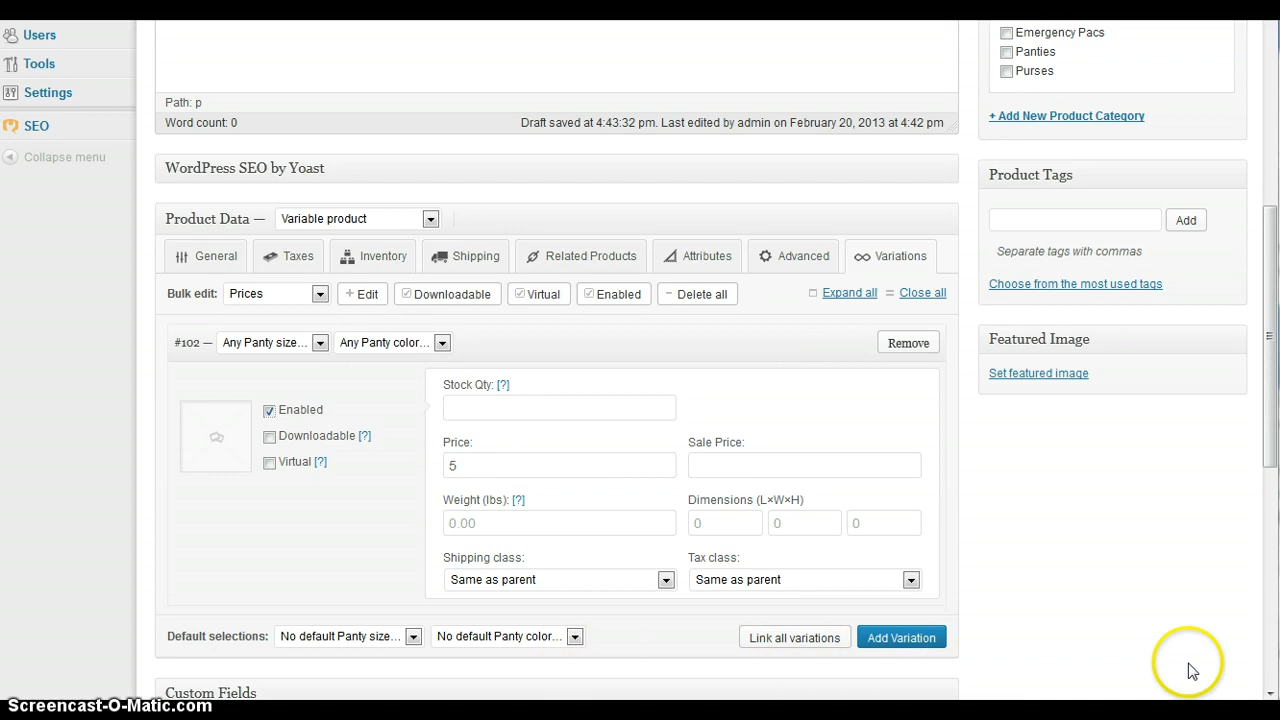 Users
Tools
Settings
SEO
Collapse menu
Path: p
Word count: 0
Draft saved at 4:43:32 pm. Last edited by admin on February 20, 2013 at 4:42 pm
WordPress SEO by Yoast
Product Data —
Variable product
General
Taxes
Inventory
Shipping
Related Products
Attributes
Advanced
Variations
Bulk edit:
Prices
+ Edit
Downloadable
Virtual
Enabled
− Delete all
Expand all
Close all
#102 —
Any Panty size...
Any Panty color...
Remove
Enabled
Downloadable [?]
Virtual [?]
Stock Qty: [?]
Price:
5
Sale Price:
Weight (lbs): [?]
0.00
Dimensions (L×W×H)
0
0
0
Shipping class:
Same as parent
Tax class:
Same as parent
Default selections:
No default Panty size...
No default Panty color...
Link all variations
Add Variation
Custom Fields
Emergency Pacs
Panties
Purses
+ Add New Product Category
Product Tags
Add
Separate tags with commas
Choose from the most used tags
Featured Image
Set featured image
Screencast-O-Matic.com